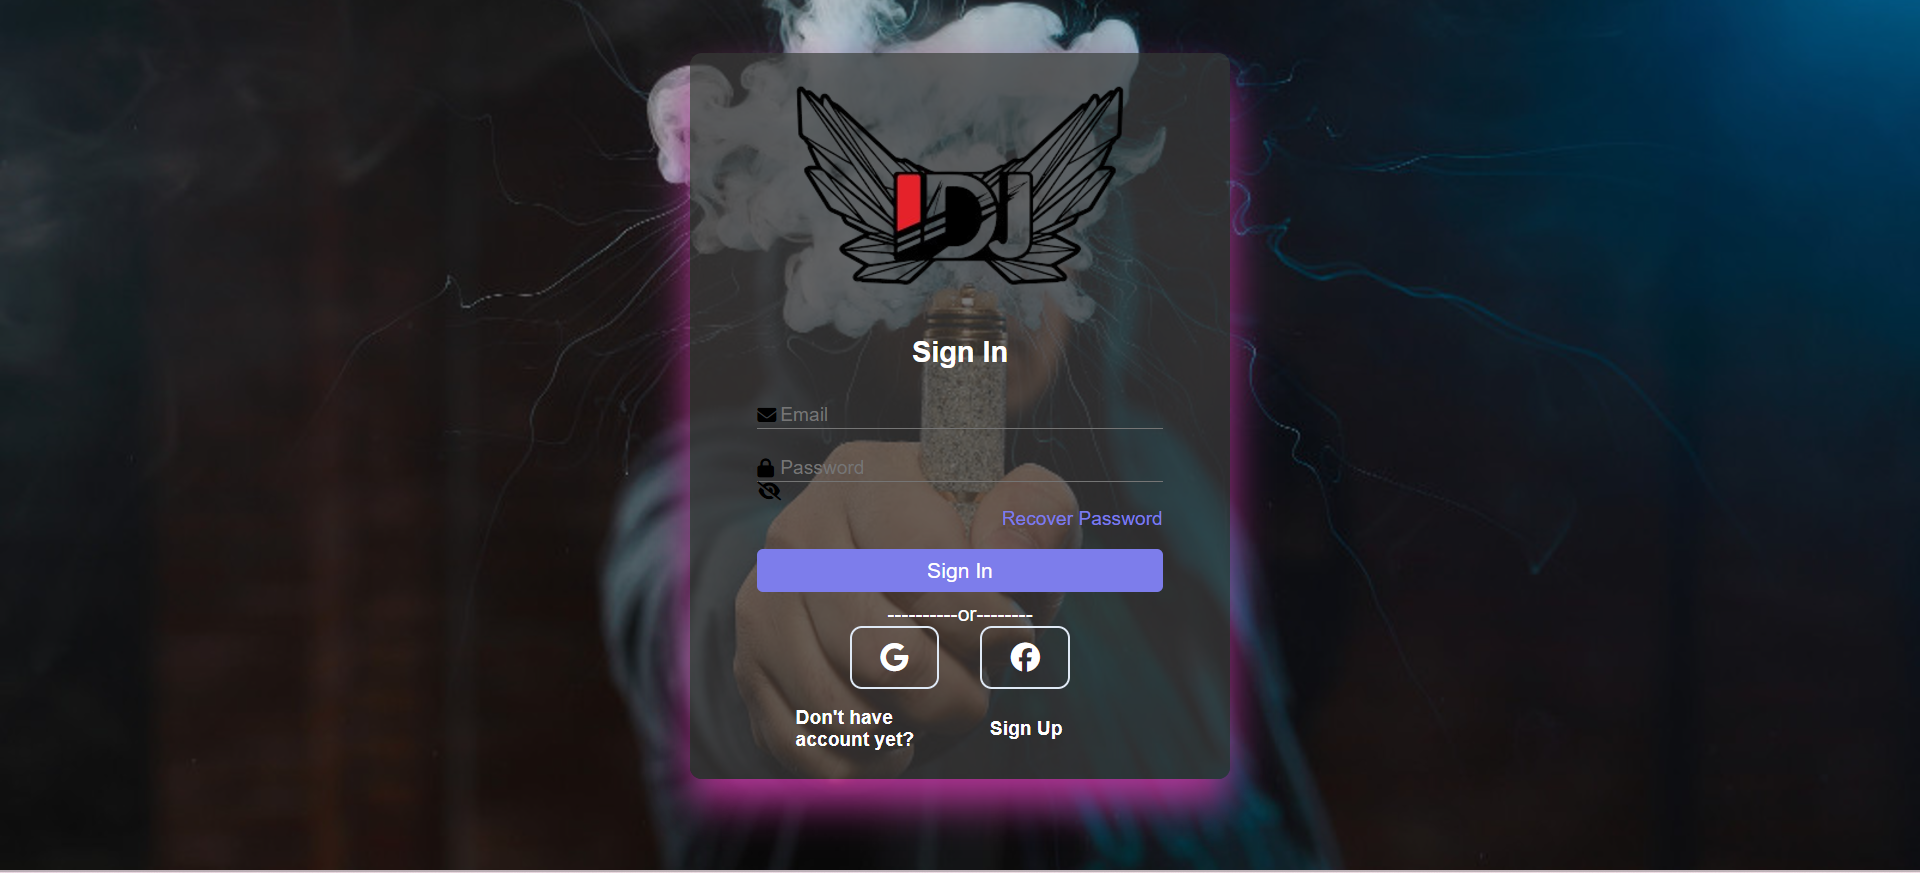 IDJ
Sign In
Email
Password
Recover Password
Sign In
----------or--------
Don't have
account yet?
Sign Up